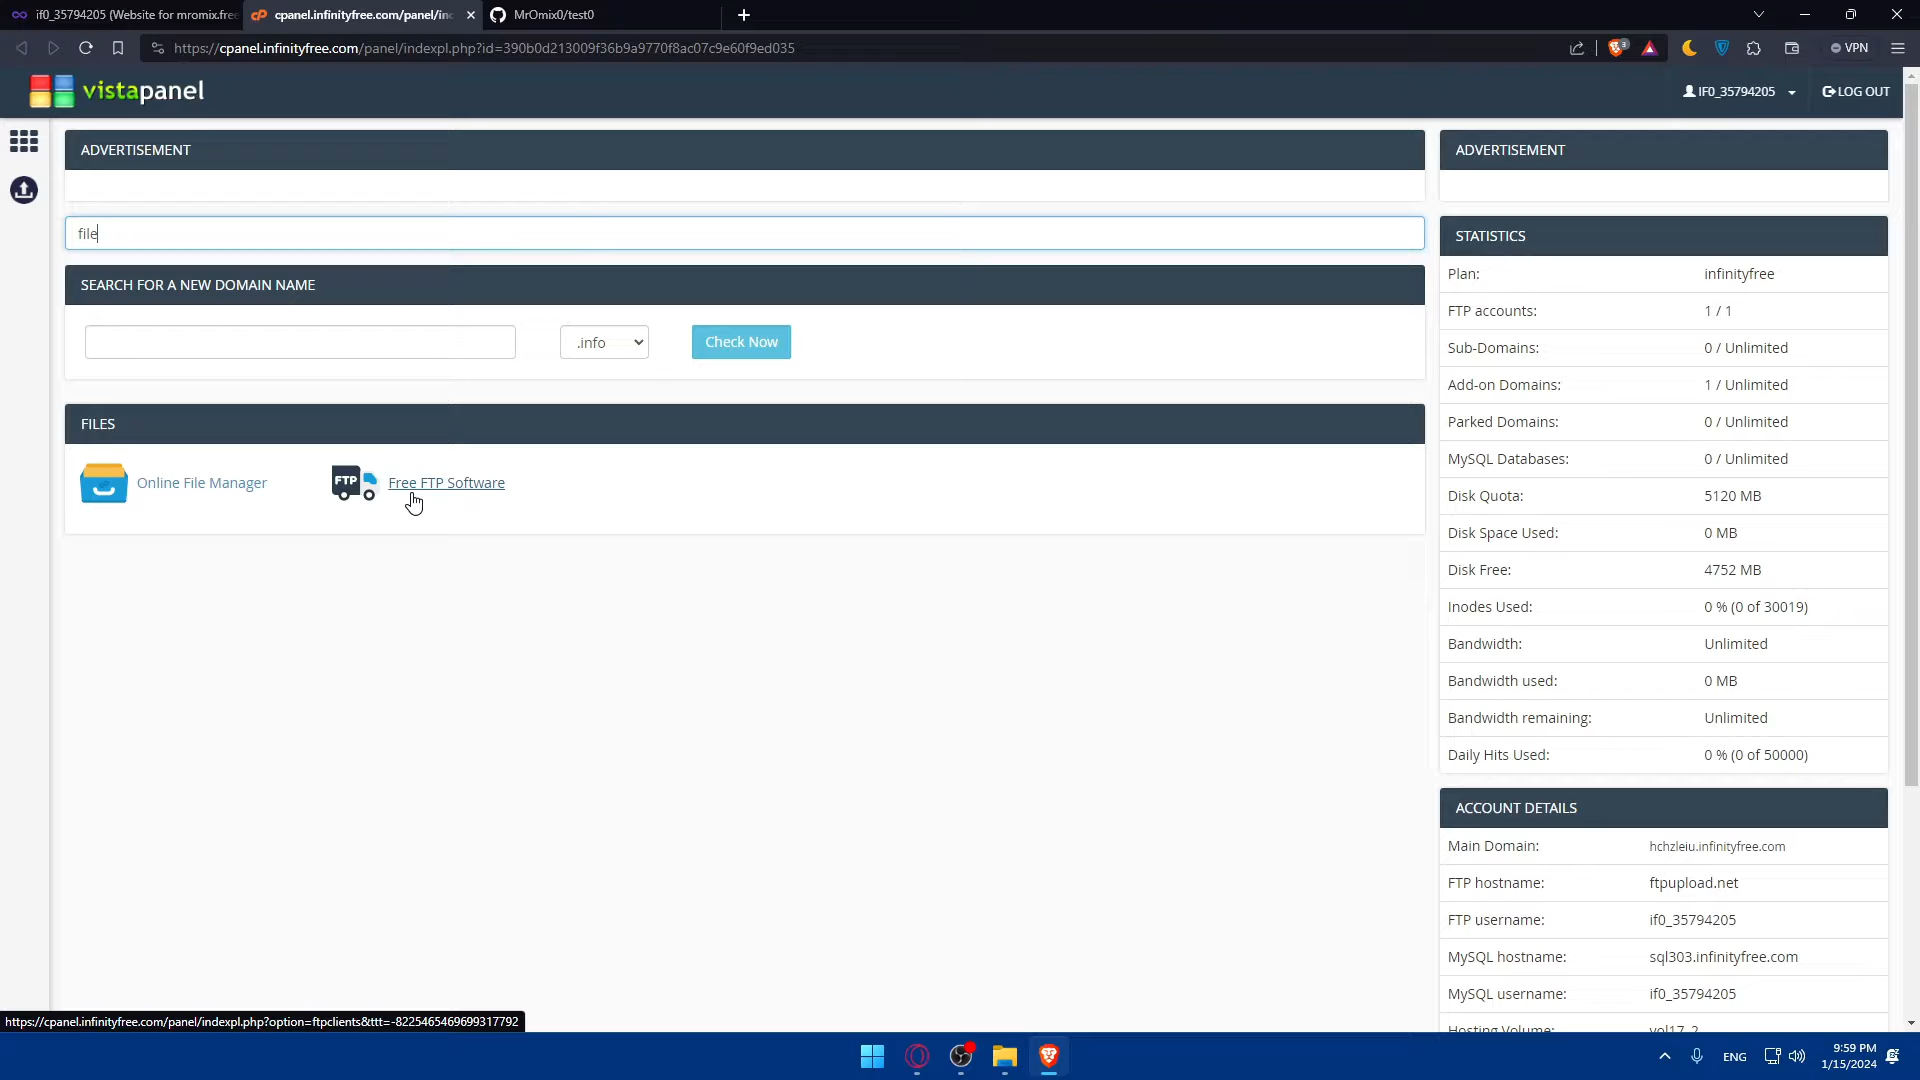 if0_35794205 (Website for mromix.free
cpanel.infinityfree.com/panel/inc
MrOmix0/test0
https://cpanel.infinityfree.com/panel/indexpl.php?id=390b0d213009f36b9a9770f8ac07c9e60f9ed035
VPN
vistapanel
IF0_35794205
LOG OUT
ADVERTISEMENT
file
SEARCH FOR A NEW DOMAIN NAME
.info
Check Now
FILES
Online File Manager
FTP
Free FTP Software
ADVERTISEMENT
STATISTICS
Plan: infinityfree
FTP accounts: 1 / 1
Sub-Domains: 0 / Unlimited
Add-on Domains: 1 / Unlimited
Parked Domains: 0 / Unlimited
MySQL Databases: 0 / Unlimited
Disk Quota: 5120 MB
Disk Space Used: 0 MB
Disk Free: 4752 MB
Inodes Used: 0 % (0 of 30019)
Bandwidth: Unlimited
Bandwidth used: 0 MB
Bandwidth remaining: Unlimited
Daily Hits Used: 0 % (0 of 50000)
ACCOUNT DETAILS
Main Domain: hchzleiu.infinityfree.com
FTP hostname: ftpupload.net
FTP username: if0_35794205
MySQL hostname: sql303.infinityfree.com
MySQL username: if0_35794205
Hosting Volume: vol17_2
https://cpanel.infinityfree.com/panel/indexpl.php?option=ftpclients&ttt=-8225465469699317792
ENG
9:59 PM
1/15/2024